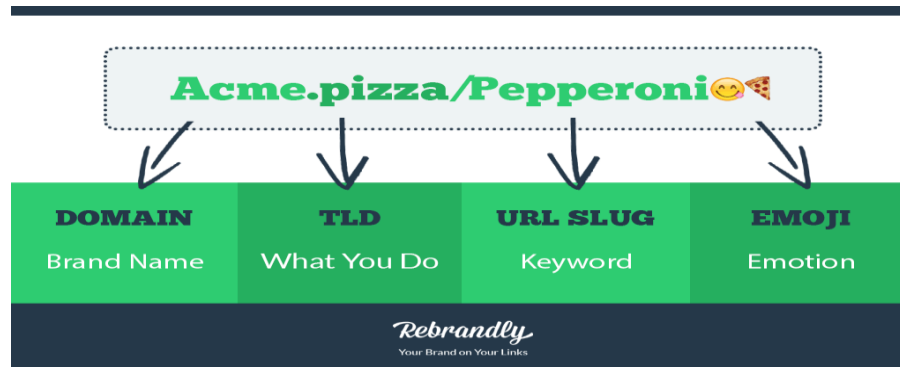 Acme.pizza/Pepperoni😋🍕
DOMAIN TLD URL SLUG EMOJI
Brand Name What You Do Keyword Emotion
Rebrandly
Your Brand on Your Links